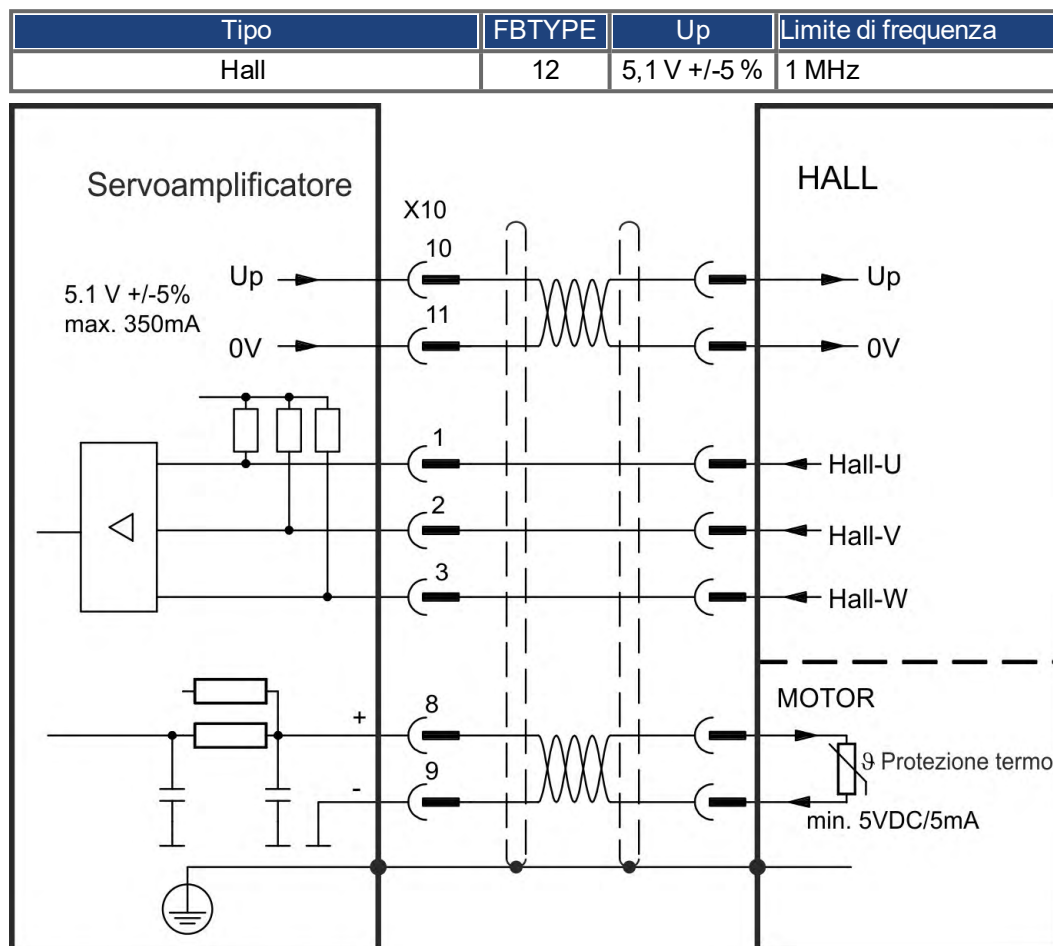 Tipo FBTYPE Up Limite di frequenza
Hall 12 5,1 V +/-5 % 1 MHz
Servoamplificatore
HALL
X10
10
Up
Up
5.1 V +/-5%
max. 350mA
11
0V
0V
1
Hall-U
2
Hall-V
3
Hall-W
MOTOR
8
+
ϑ Protezione termo
9
-
min. 5VDC/5mA